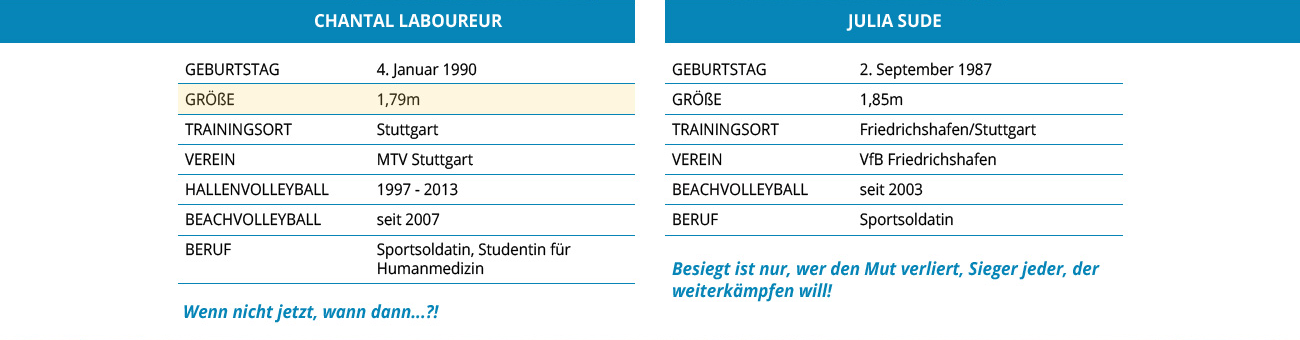 CHANTAL LABOUREUR
GEBURTSTAG 4. Januar 1990
GRÖßE 1,79m
TRAININGSORT Stuttgart
VEREIN MTV Stuttgart
HALLENVOLLEYBALL 1997 - 2013
BEACHVOLLEYBALL seit 2007
BERUF Sportsoldatin, Studentin für
Humanmedizin
Wenn nicht jetzt, wann dann...?!
JULIA SUDE
GEBURTSTAG 2. September 1987
GRÖßE 1,85m
TRAININGSORT Friedrichshafen/Stuttgart
VEREIN VfB Friedrichshafen
BEACHVOLLEYBALL seit 2003
BERUF Sportsoldatin
Besiegt ist nur, wer den Mut verliert, Sieger jeder, der
weiterkämpfen will!